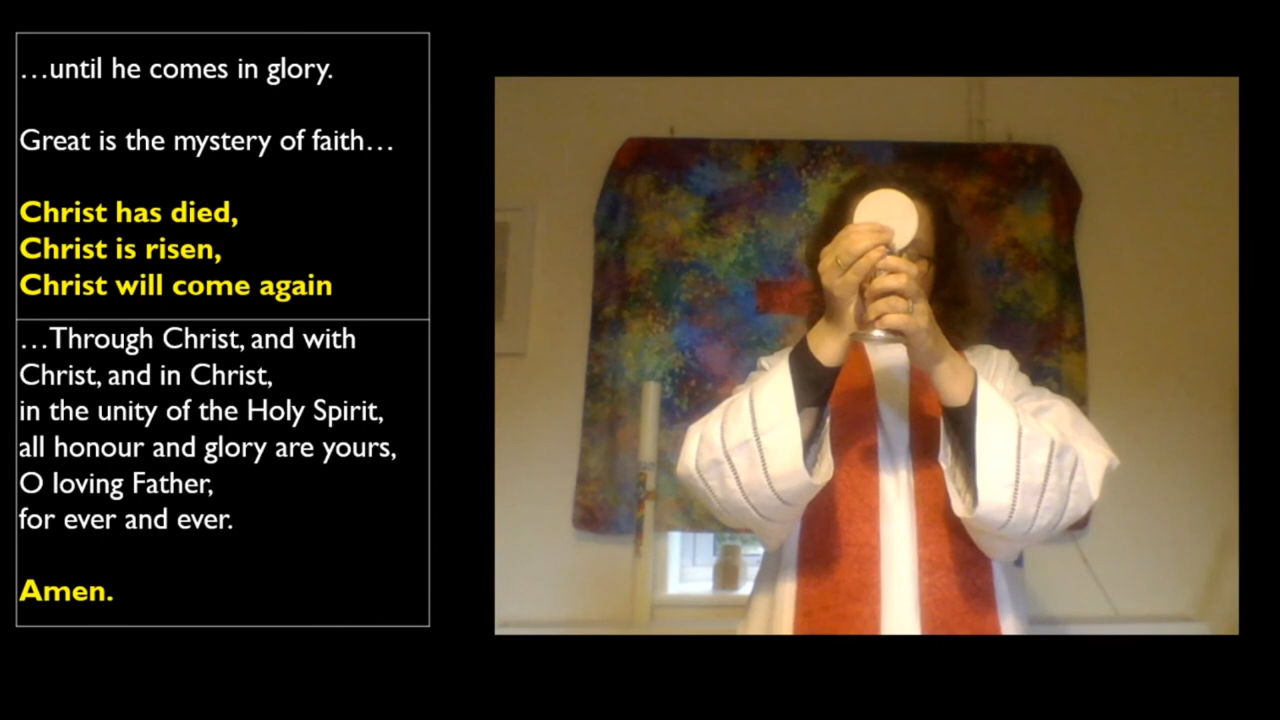 …until he comes in glory.
Great is the mystery of faith…
Christ has died,
Christ is risen,
Christ will come again
…Through Christ, and with
Christ, and in Christ,
in the unity of the Holy Spirit,
all honour and glory are yours,
O loving Father,
for ever and ever.
Amen.